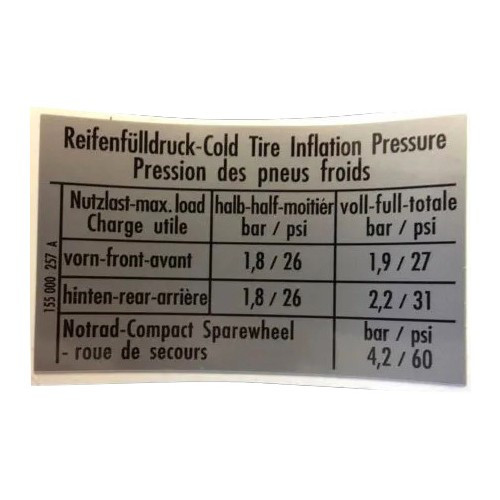 Reifenfülldruck-Cold Tire Inflation Pressure
Pression des pneus froids
Nutzlast-max. load halb-half-moitiér voll-full-totale
Charge utile bar / psi bar / psi
vorn-front-avant 1,8 / 26 1,9 / 27
hinten-rear-arrière 1,8 / 26 2,2 / 31
Notrad-Compact Sparewheel bar / psi
- roue de secours 4,2 / 60
155 000 257 A